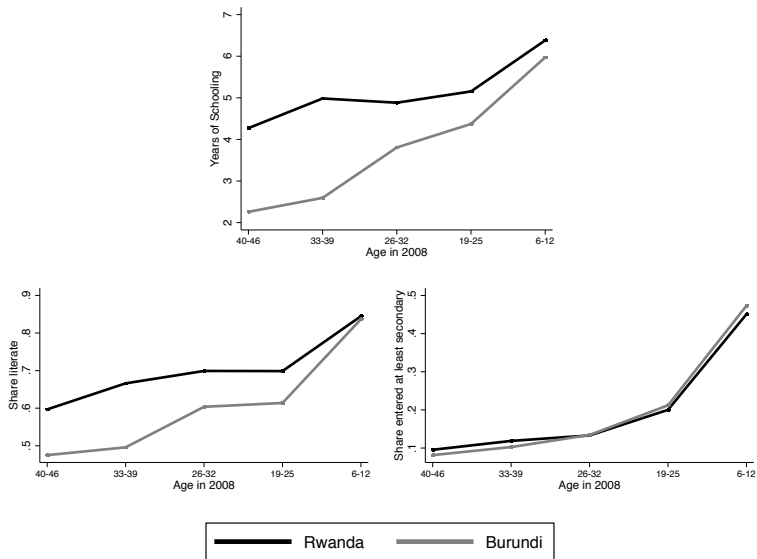 Years of Schooling
7
6
5
4
3
2
40-46 33-39 26-32 19-25 6-12
Age in 2008
Share literate
.9
.8
.7
.6
.5
40-46 33-39 26-32 19-25 6-12
Age in 2008
Share entered at least secondary
.5
.4
.3
.2
.1
40-46 33-39 26-32 19-25 6-12
Age in 2008
Rwanda Burundi